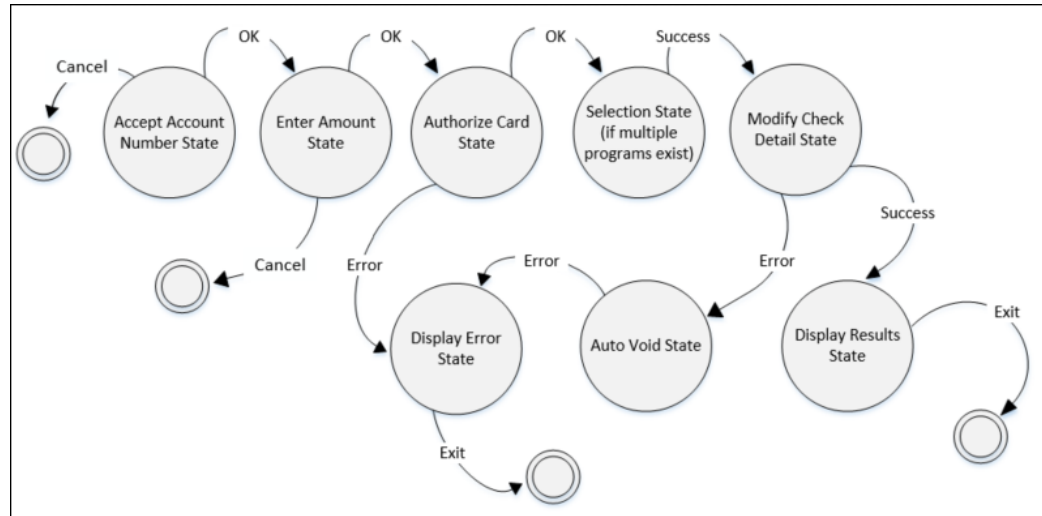 OK
OK
OK
Success
Cancel
Accept Account
Number State
Enter Amount
State
Authorize Card
State
Selection State
(if multiple
programs exist)
Modify Check
Detail State
Success
Cancel
Error
Error
Error
Display Error
State
Auto Void State
Display Results
State
Exit
Exit